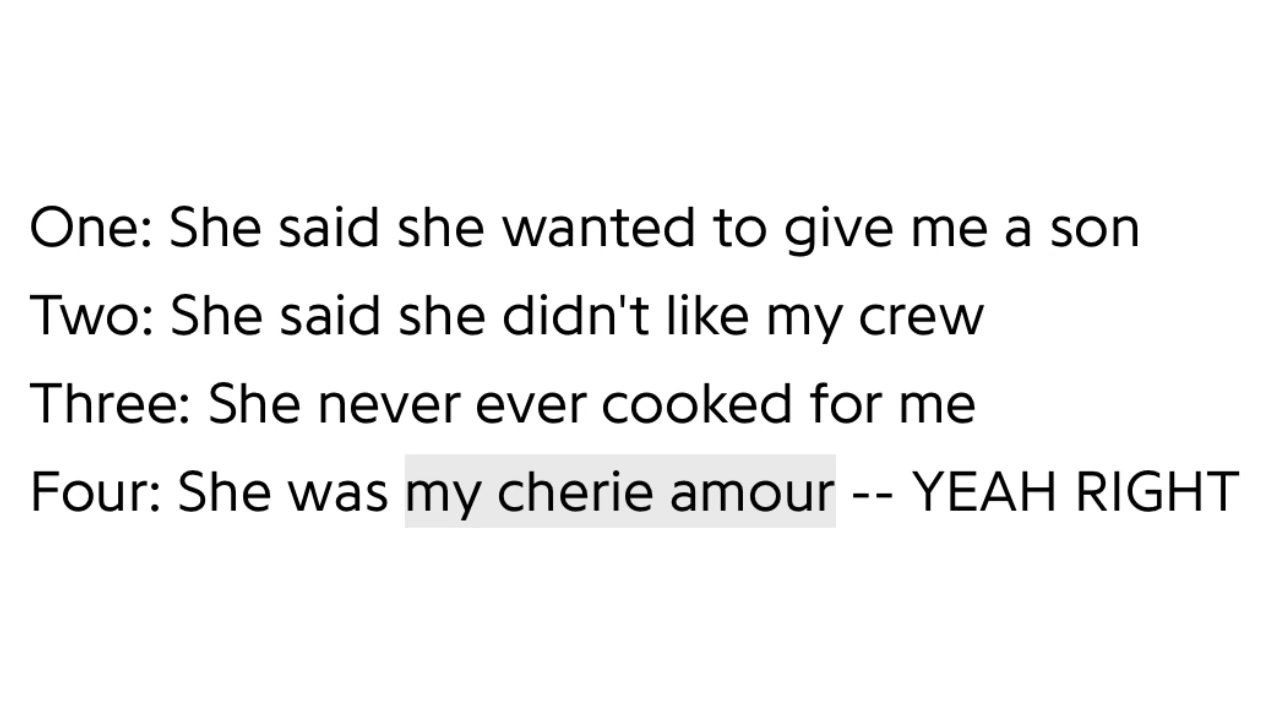 One: She said she wanted to give me a son
Two: She said she didn't like my crew
Three: She never ever cooked for me
Four: She was my cherie amour -- YEAH RIGHT